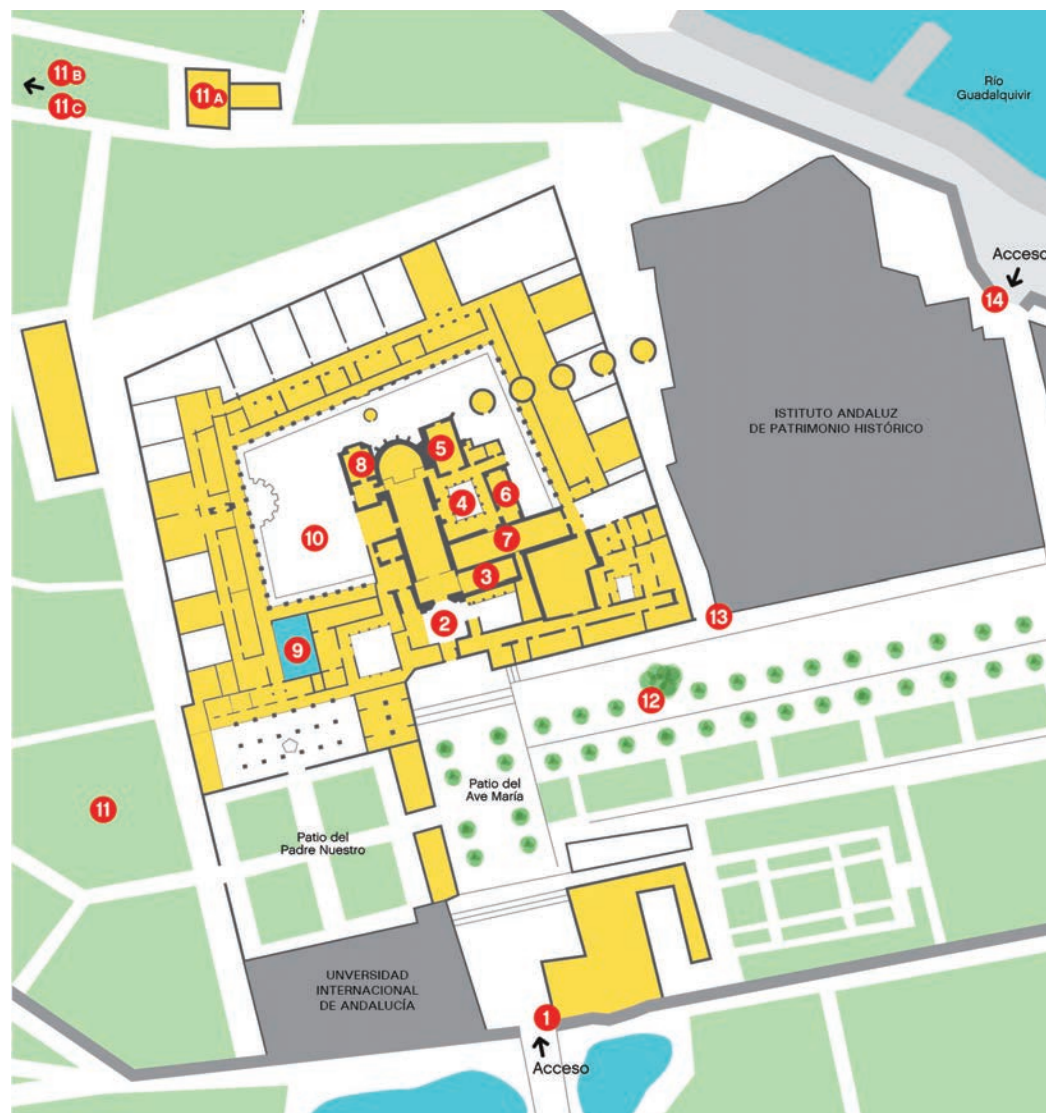 11B
11C
11A
Río
Guadalquivir
Acceso
14
ISTITUTO ANDALUZ
DE PATRIMONIO HISTÓRICO
5
8
6
4
10
7
3
2
13
9
12
Patio del
Ave María
11
Patio del
Padre Nuestro
UNVERSIDAD
INTERNACIONAL
DE ANDALUCÍA
1
Acceso